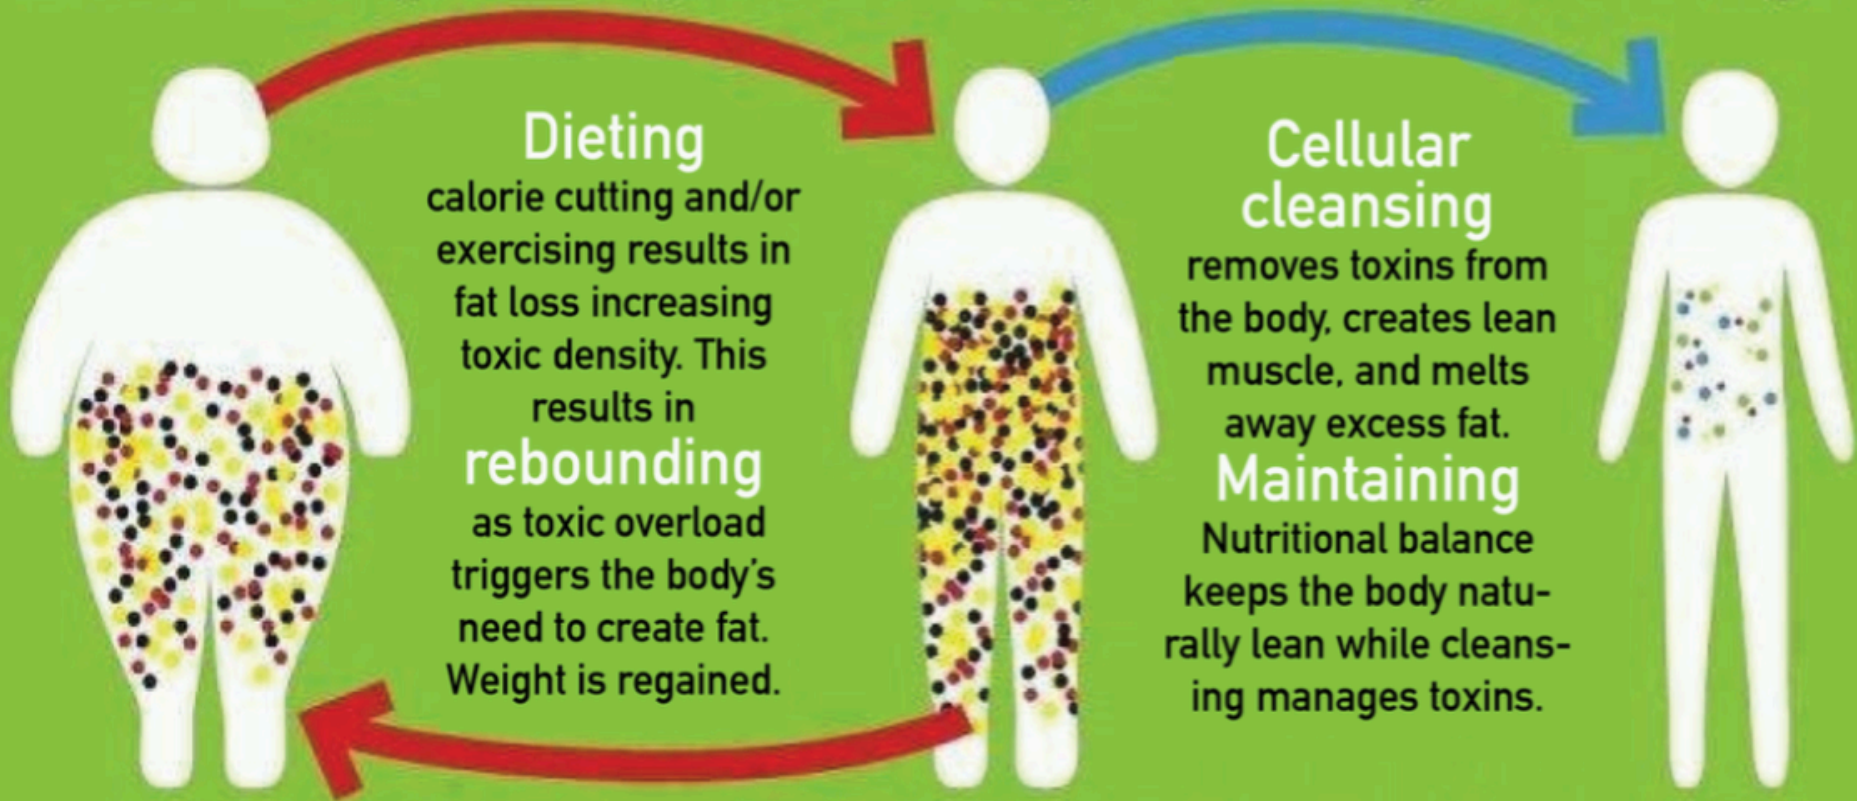 Dieting
calorie cutting and/or
exercising results in
fat loss increasing
toxic density. This
results in
rebounding
as toxic overload
triggers the body's
need to create fat.
Weight is regained.
Cellular
cleansing
removes toxins from
the body, creates lean
muscle, and melts
away excess fat.
Maintaining
Nutritional balance
keeps the body natu-
rally lean while cleans-
ing manages toxins.